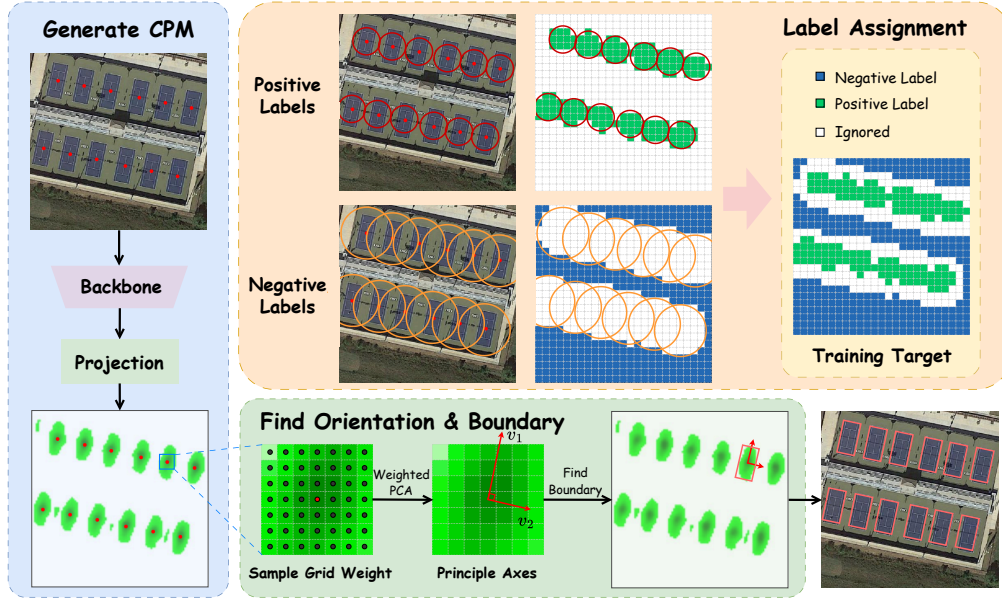 Generate CPM
Backbone
Projection
Label Assignment
Positive
Labels
Negative
Labels
Negative Label
Positive Label
Ignored
Training Target
Find Orientation & Boundary
Sample Grid Weight
Weighted
PCA
v1
v2
Principle Axes
Find
Boundary